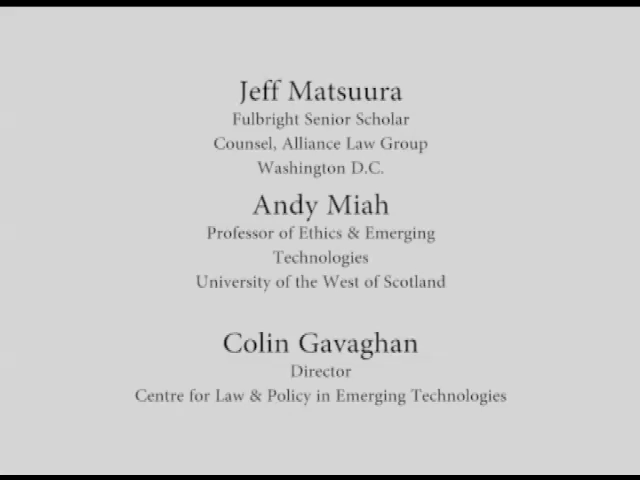 Jeff Matsuura
Fulbright Senior Scholar
Counsel, Alliance Law Group
Washington D.C.
Andy Miah
Professor of Ethics & Emerging
Technologies
University of the West of Scotland
Colin Gavaghan
Director
Centre for Law & Policy in Emerging Technologies